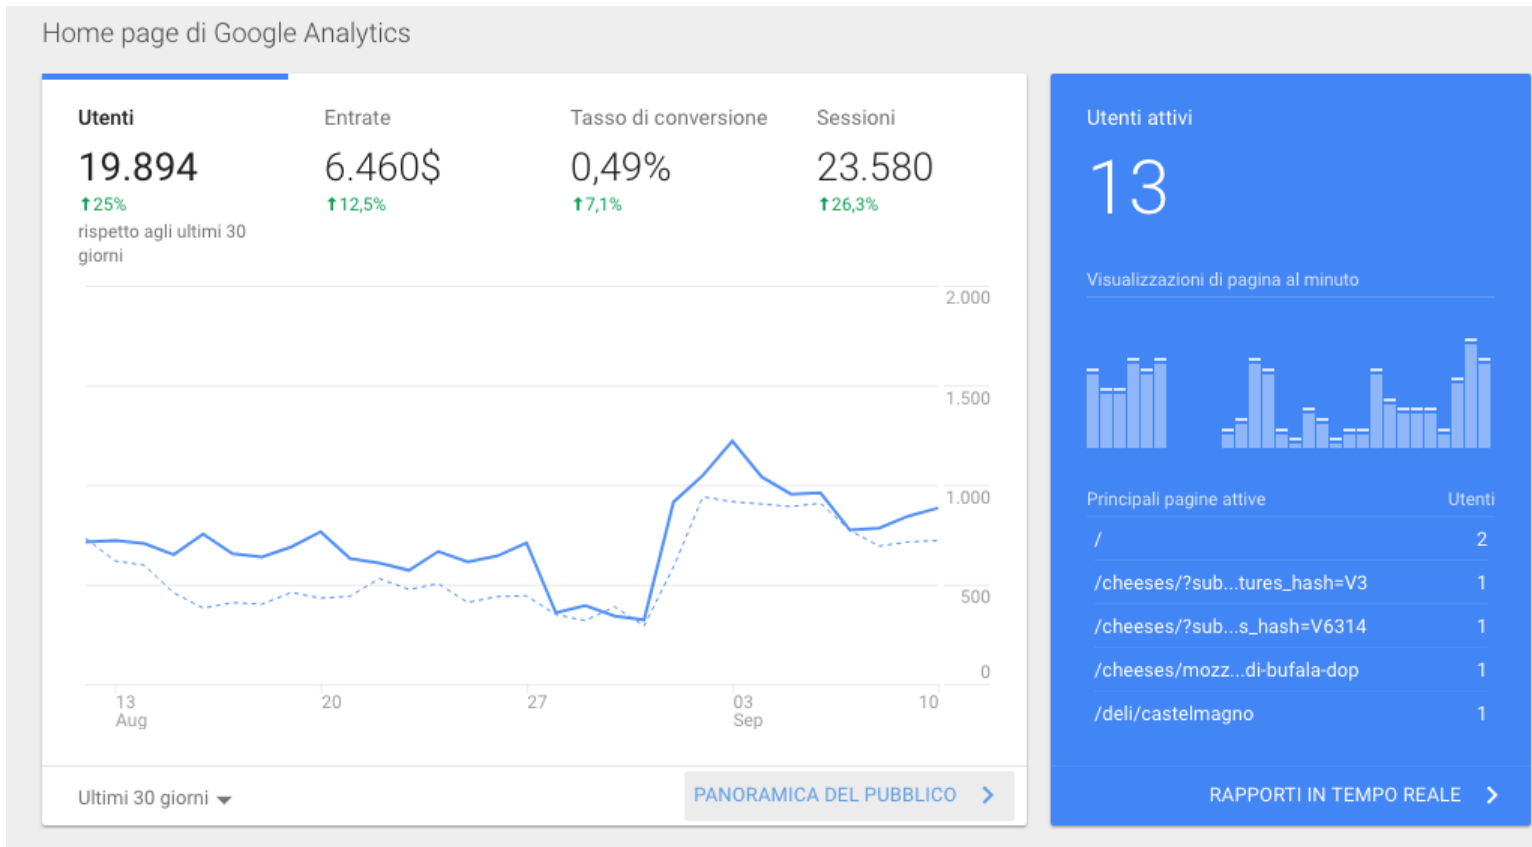 Home page di Google Analytics
Utenti
19.894
25%
rispetto agli ultimi 30
giorni
Entrate
6.460$
12,5%
Tasso di conversione
0,49%
7,1%
Sessioni
23.580
26,3%
2.000
1.500
1.000
500
0
13
Aug
20
27
03
Sep
10
Ultimi 30 giorni
PANORAMICA DEL PUBBLICO
Utenti attivi
13
Visualizzazioni di pagina al minuto
Principali pagine attive Utenti
/ 2
/cheeses/?sub...tures_hash=V3 1
/cheeses/?sub...s_hash=V6314 1
/cheeses/mozz...di-bufala-dop 1
/deli/castelmagno 1
RAPPORTI IN TEMPO REALE